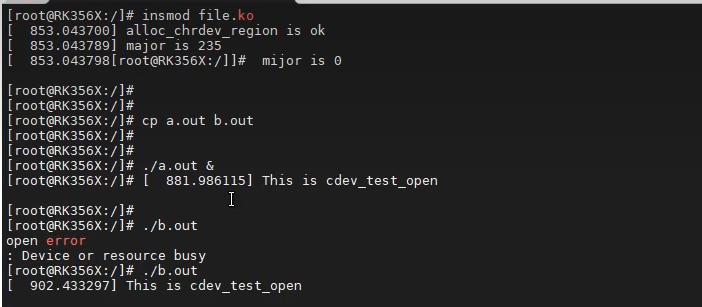 [root@RK356X:/]# insmod file.ko
[  853.043700] alloc_chrdev_region is ok
[  853.043789] major is 235
[  853.043798[root@RK356X:/]]#  mijor is 0
[root@RK356X:/]#
[root@RK356X:/]#
[root@RK356X:/]# cp a.out b.out
[root@RK356X:/]#
[root@RK356X:/]#
[root@RK356X:/]# ./a.out &
[root@RK356X:/]# [  881.986115] This is cdev_test_open
[root@RK356X:/]#
[root@RK356X:/]# ./b.out
open error
: Device or resource busy
[root@RK356X:/]# ./b.out
[  902.433297] This is cdev_test_open